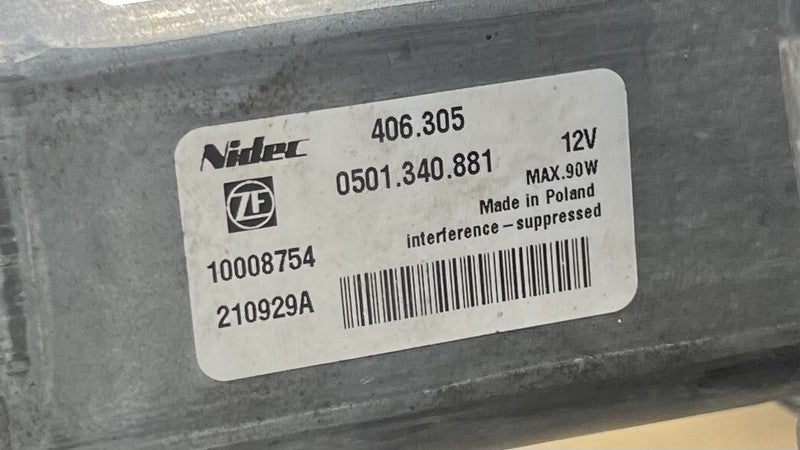 Nidec
406.305
ZF
0501.340.881
12V
MAX.90W
Made in Poland
interference-suppressed
10008754
210929A